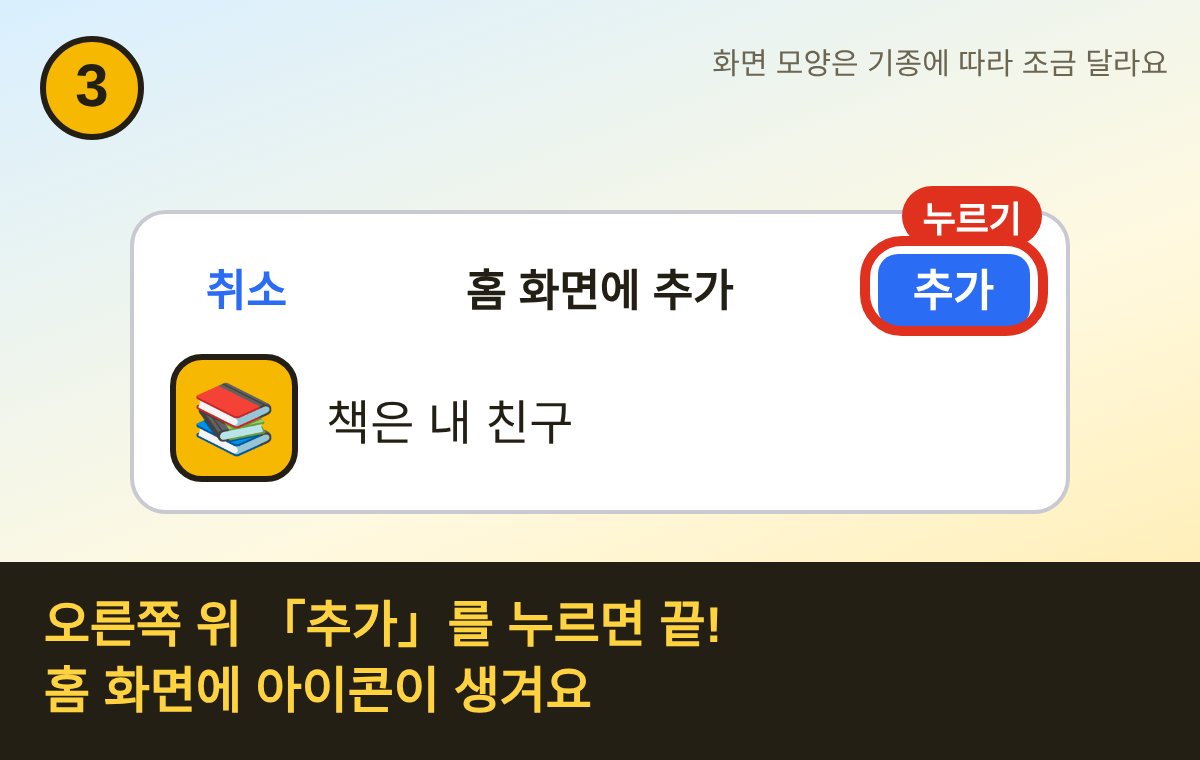 3
화면 모양은 기종에 따라 조금 달라요
누르기
취소
홈 화면에 추가
추가
책은 내 친구
오른쪽 위 「추가」를 누르면 끝!
홈 화면에 아이콘이 생겨요